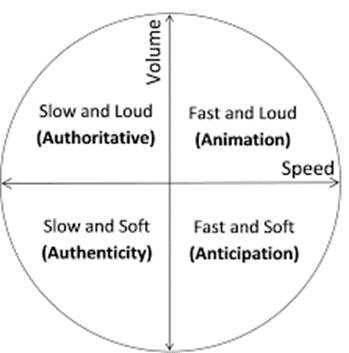 Volume
Slow and Loud
(Authoritative)
Fast and Loud
(Animation)
Speed
Slow and Soft
(Authenticity)
Fast and Soft
(Anticipation)